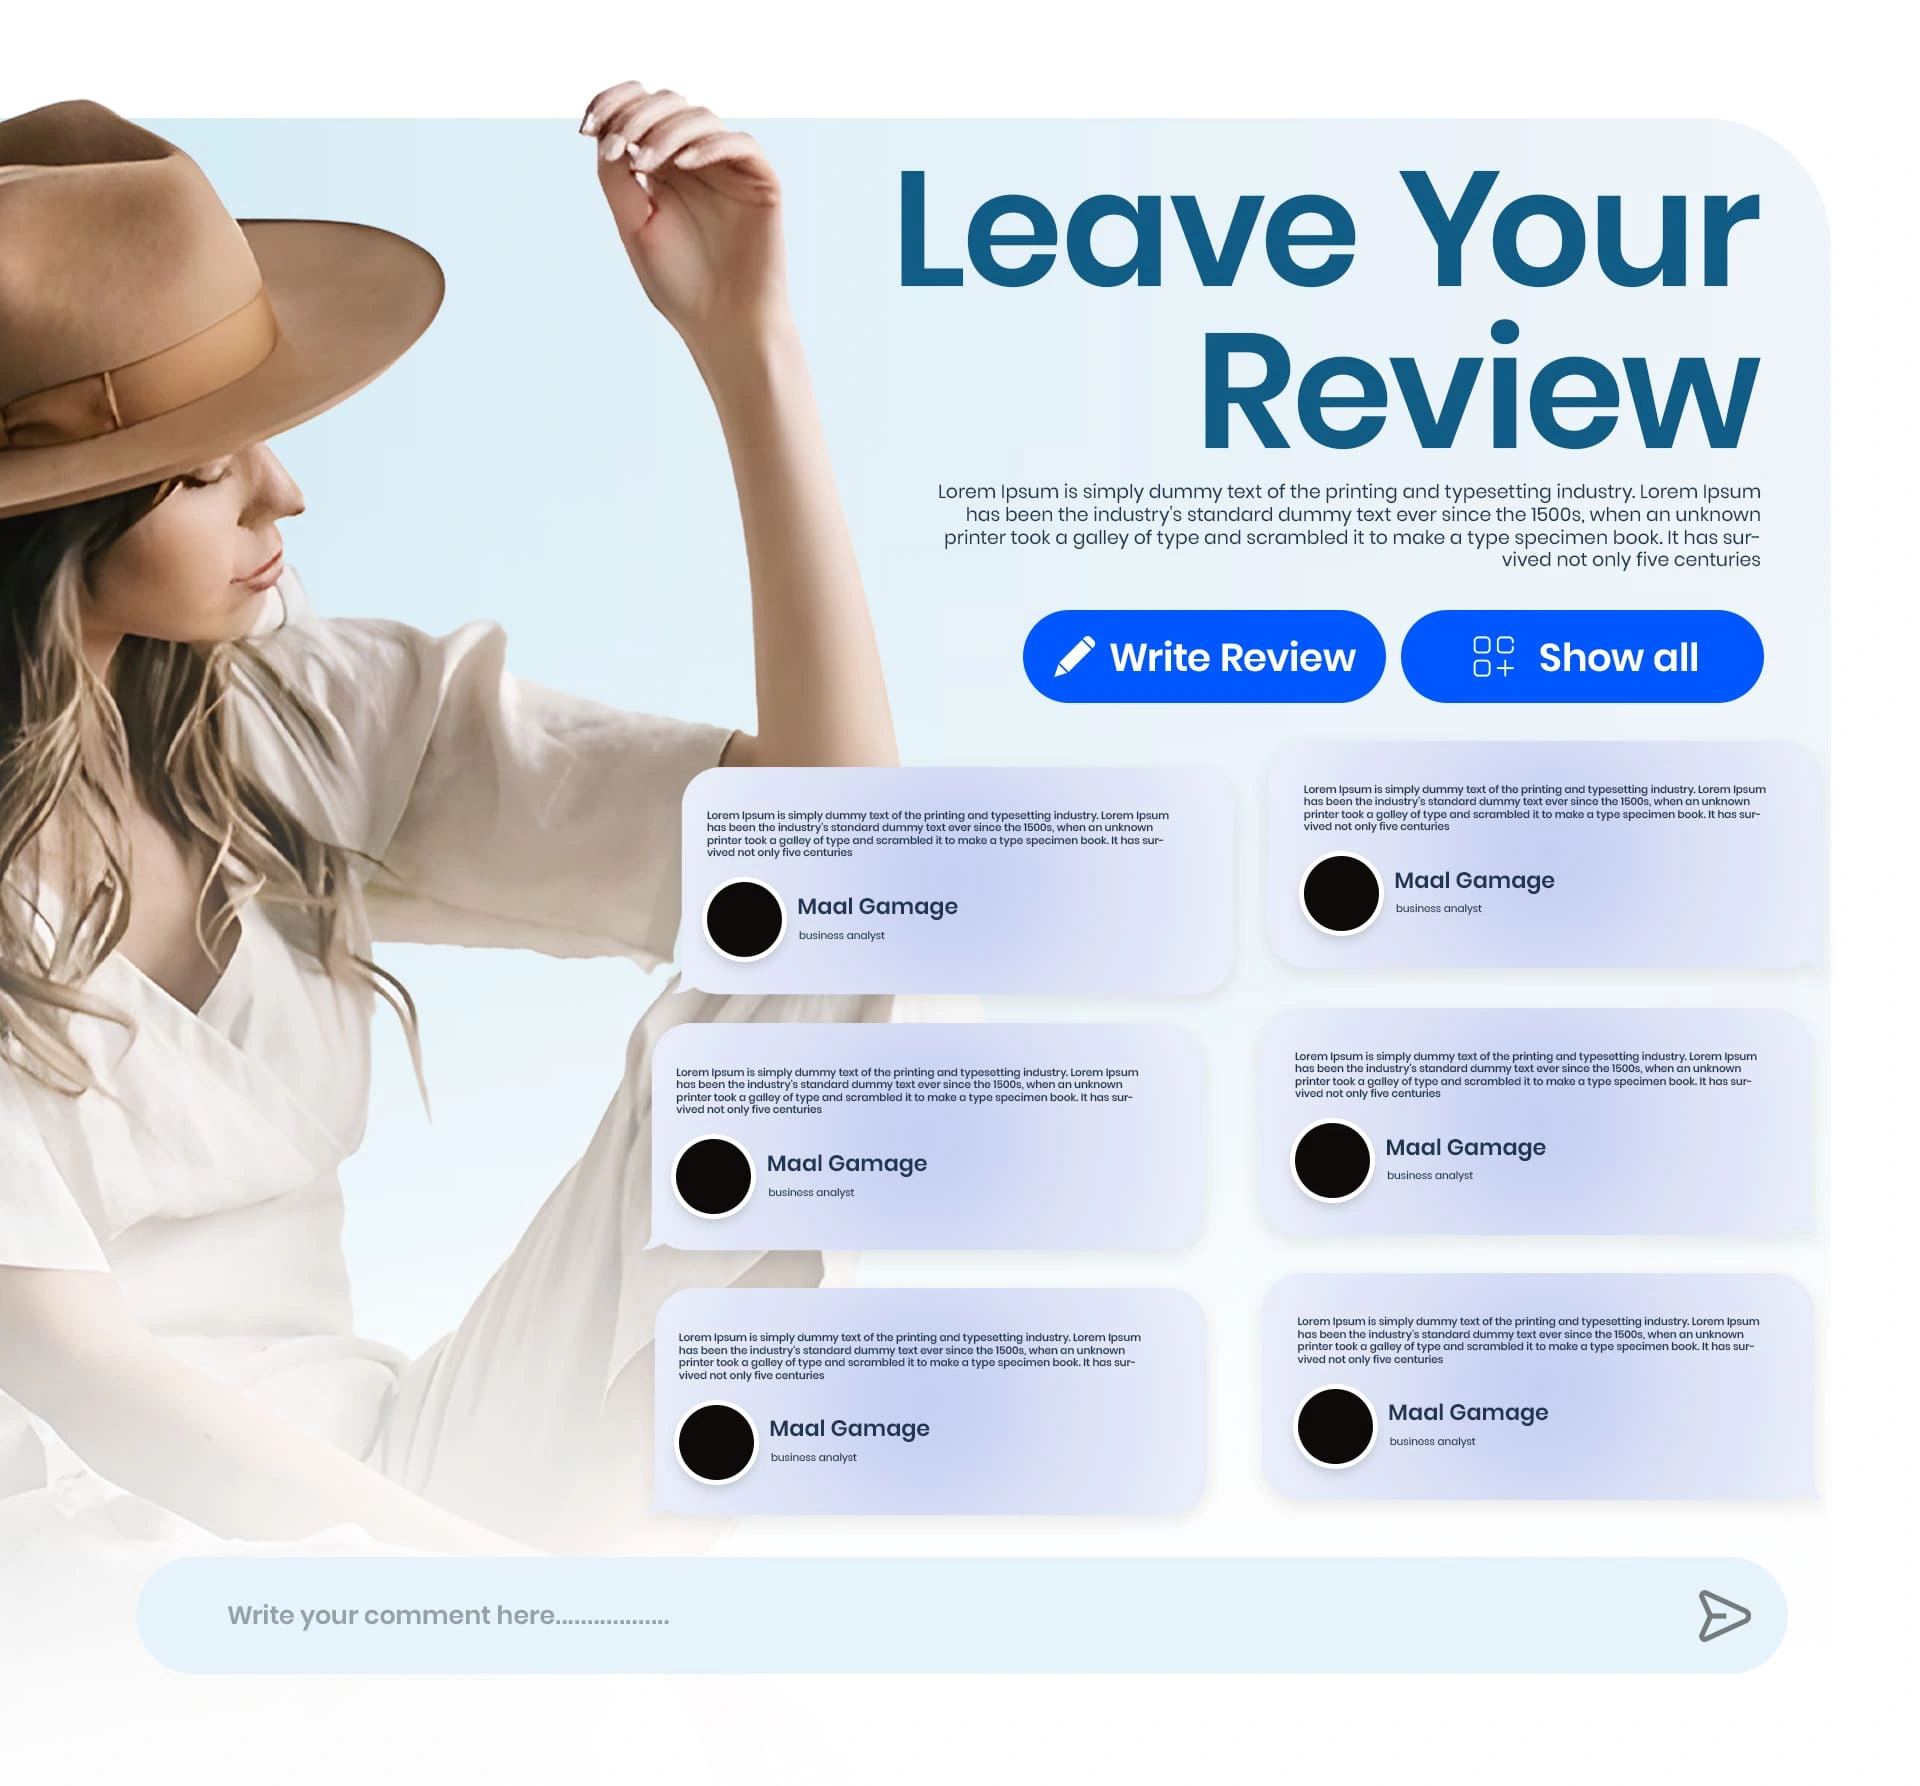 Leave Your
Review
Lorem Ipsum is simply dummy text of the printing and typesetting industry. Lorem Ipsum
has been the industry's standard dummy text ever since the 1500s, when an unknown
printer took a galley of type and scrambled it to make a type specimen book. It has sur-
vived not only five centuries
Write Review
Show all
Lorem Ipsum is simply dummy text of the printing and typesetting industry. Lorem Ipsum
has been the industry's standard dummy text ever since the 1500s, when an unknown
printer took a galley of type and scrambled it to make a type specimen book. It has sur-
vived not only five centuries
Maal Gamage
business analyst
Lorem Ipsum is simply dummy text of the printing and typesetting industry. Lorem Ipsum
has been the industry's standard dummy text ever since the 1500s, when an unknown
printer took a galley of type and scrambled it to make a type specimen book. It has sur-
vived not only five centuries
Maal Gamage
business analyst
Lorem Ipsum is simply dummy text of the printing and typesetting industry. Lorem Ipsum
has been the industry's standard dummy text ever since the 1500s, when an unknown
printer took a galley of type and scrambled it to make a type specimen book. It has sur-
vived not only five centuries
Maal Gamage
business analyst
Lorem Ipsum is simply dummy text of the printing and typesetting industry. Lorem Ipsum
has been the industry's standard dummy text ever since the 1500s, when an unknown
printer took a galley of type and scrambled it to make a type specimen book. It has sur-
vived not only five centuries
Maal Gamage
business analyst
Lorem Ipsum is simply dummy text of the printing and typesetting industry. Lorem Ipsum
has been the industry's standard dummy text ever since the 1500s, when an unknown
printer took a galley of type and scrambled it to make a type specimen book. It has sur-
vived not only five centuries
Maal Gamage
business analyst
Lorem Ipsum is simply dummy text of the printing and typesetting industry. Lorem Ipsum
has been the industry's standard dummy text ever since the 1500s, when an unknown
printer took a galley of type and scrambled it to make a type specimen book. It has sur-
vived not only five centuries
Maal Gamage
business analyst
Write your comment here..................